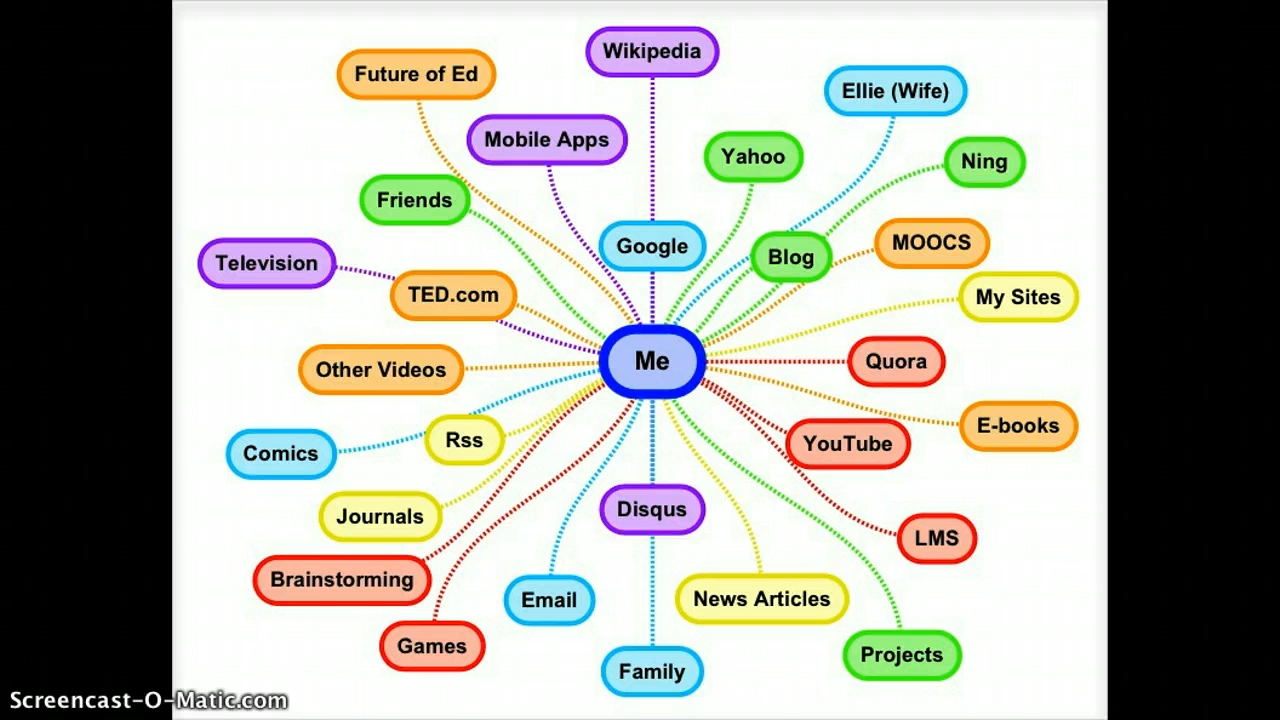 Wikipedia
Future of Ed
Ellie (Wife)
Mobile Apps
Yahoo
Ning
Friends
Google
Blog
MOOCS
Television
TED.com
My Sites
Me
Quora
Other Videos
E-books
Rss
YouTube
Comics
Journals
Disqus
LMS
Brainstorming
Email
News Articles
Games
Family
Projects
Screencast-O-Matic.com